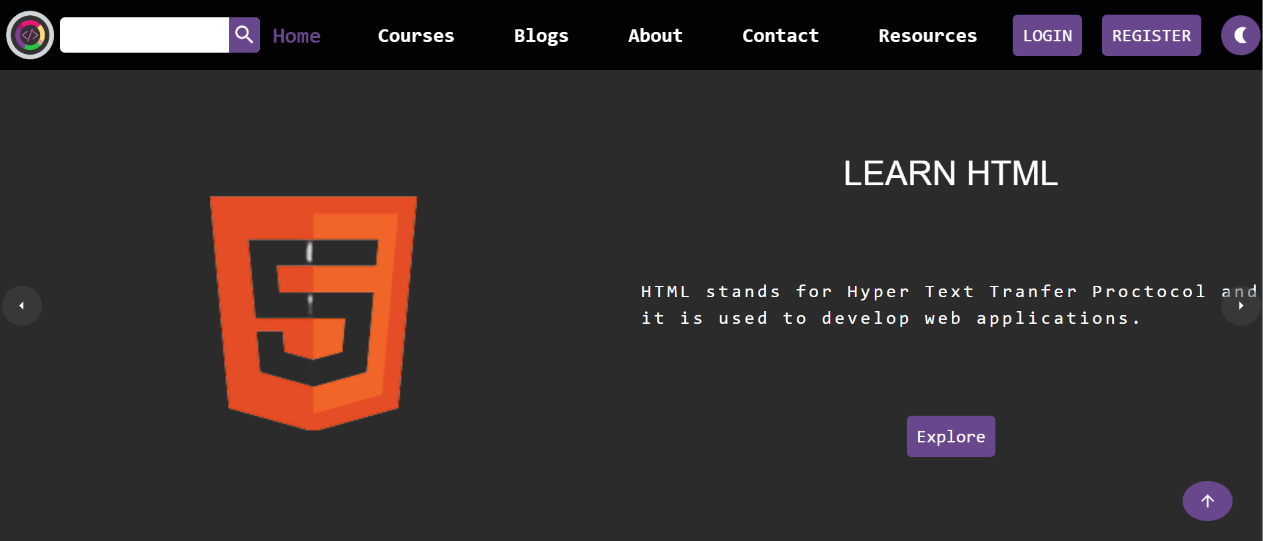 Home
Courses
Blogs
About
Contact
Resources
LOGIN
REGISTER
LEARN HTML
HTML stands for Hyper Text Tranfer Proctocol and
it is used to develop web applications.
Explore